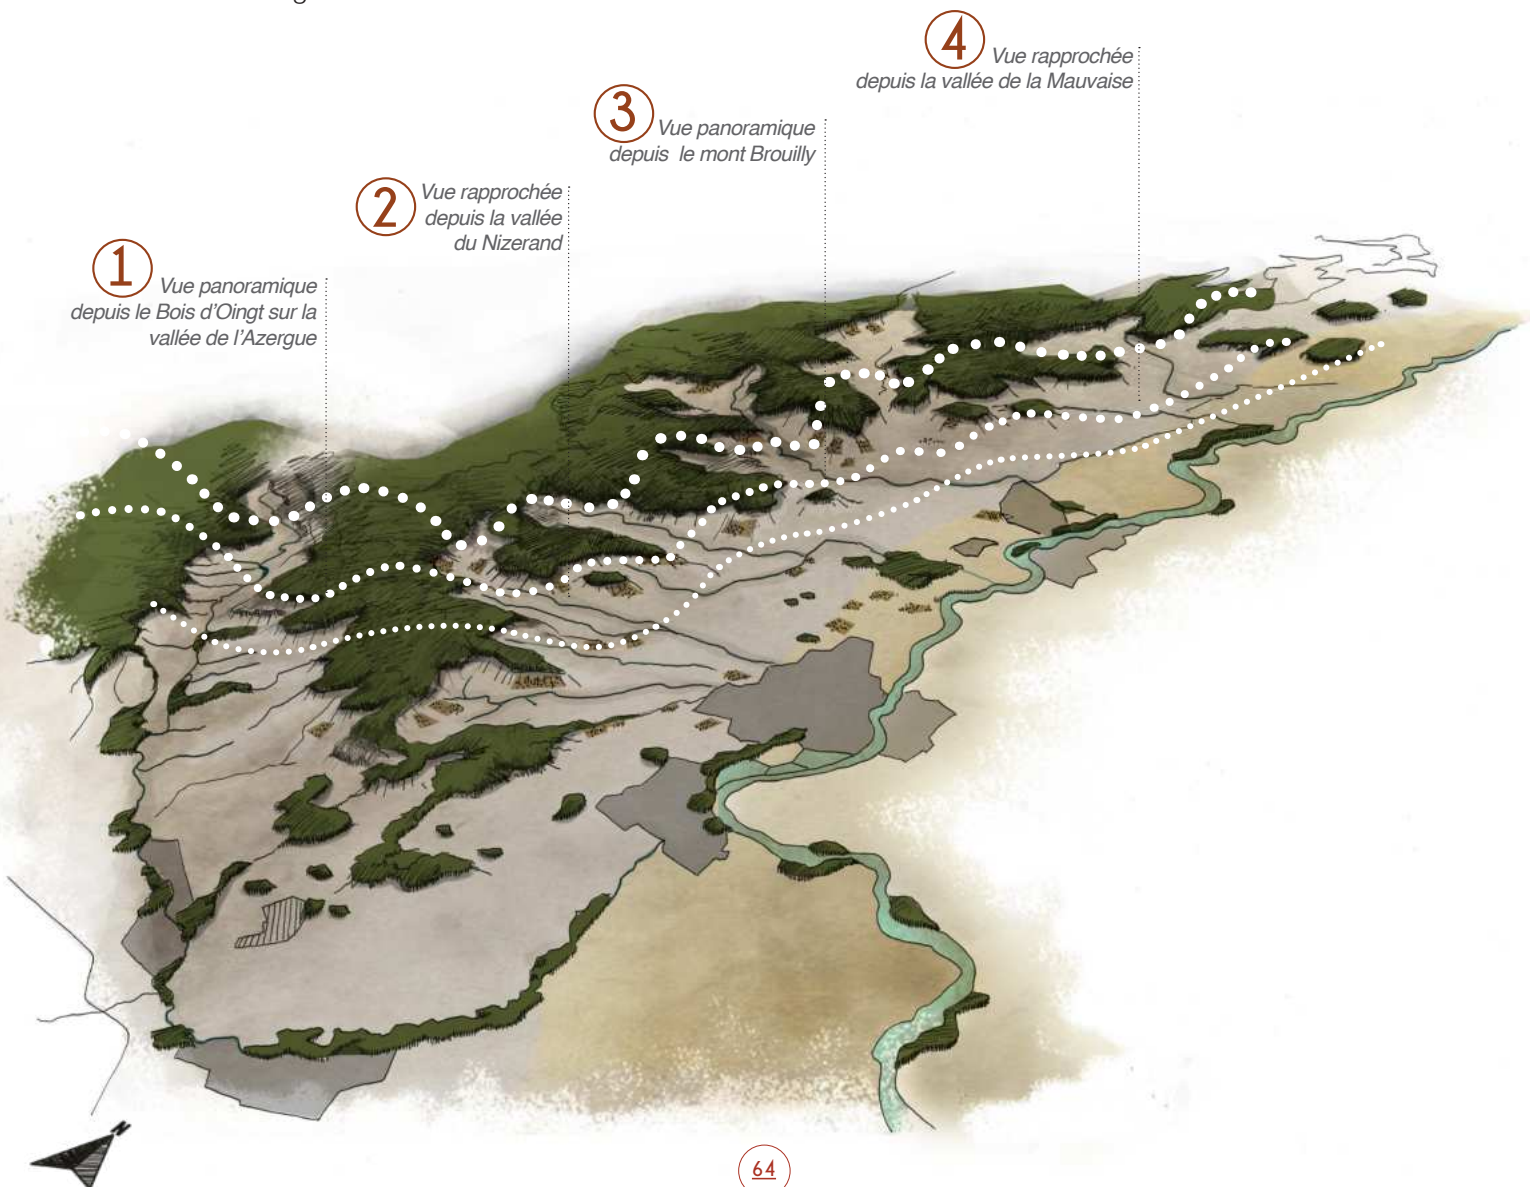 1
Vue panoramique
depuis le Bois d'Oingt sur la
vallée de l'Azergue
2
Vue rapprochée
depuis la vallée
du Nizerand
3
Vue panoramique
depuis le mont Brouilly
4
Vue rapprochée
depuis la vallée de la Mauvaise
N
64